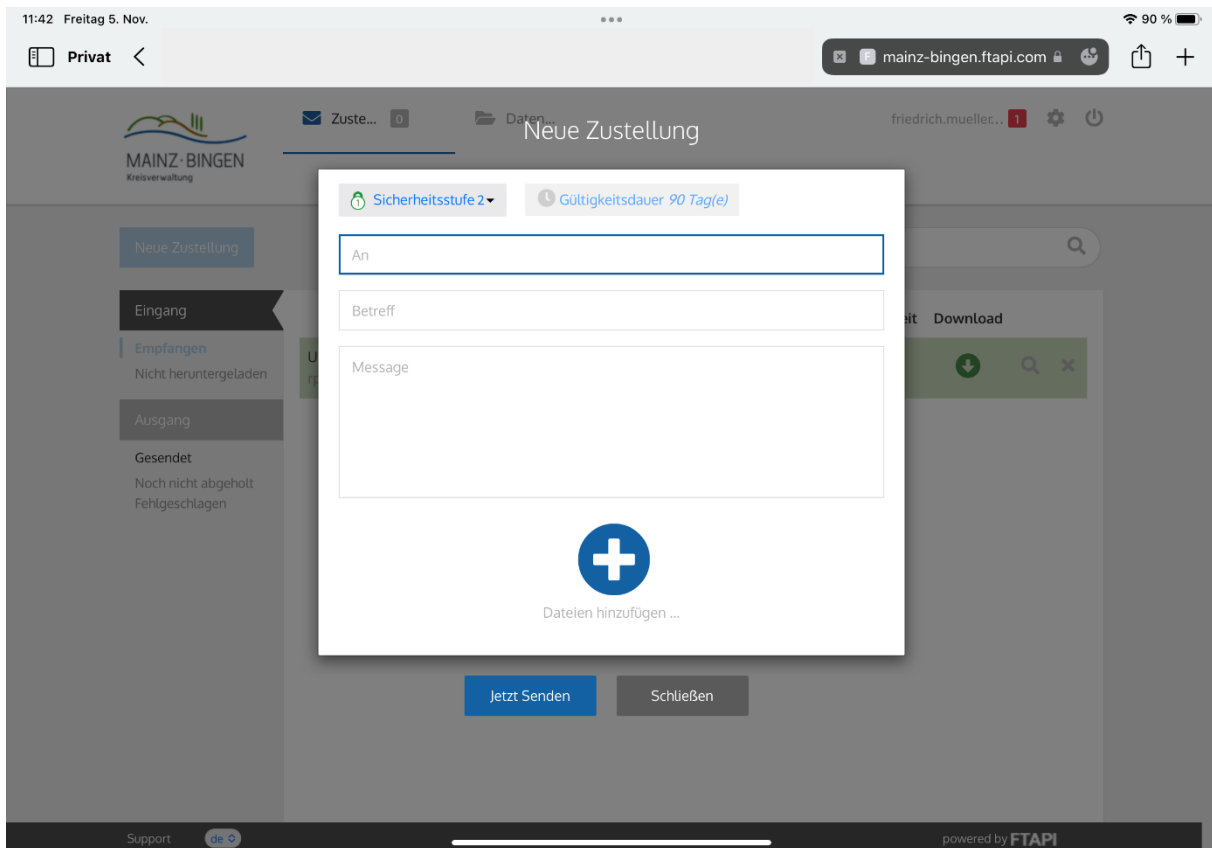 11:42 Freitag 5. Nov.
90 %
Privat
mainz-bingen.ftapi.com
MAINZ·BINGEN
Kreisverwaltung
Zuste... 0
Daten...
friedrich.mueller... 1
Neue Zustellung
Sicherheitsstufe 2
Gültigkeitsdauer 90 Tag(e)
Neue Zustellung
An
Eingang
Betreff
eit Download
Empfangen
Nicht heruntergeladen
Message
Ausgang
Gesendet
Noch nicht abgeholt
Fehlgeschlagen
Dateien hinzufügen ...
Jetzt Senden
Schließen
Support
de
powered by FTAPI